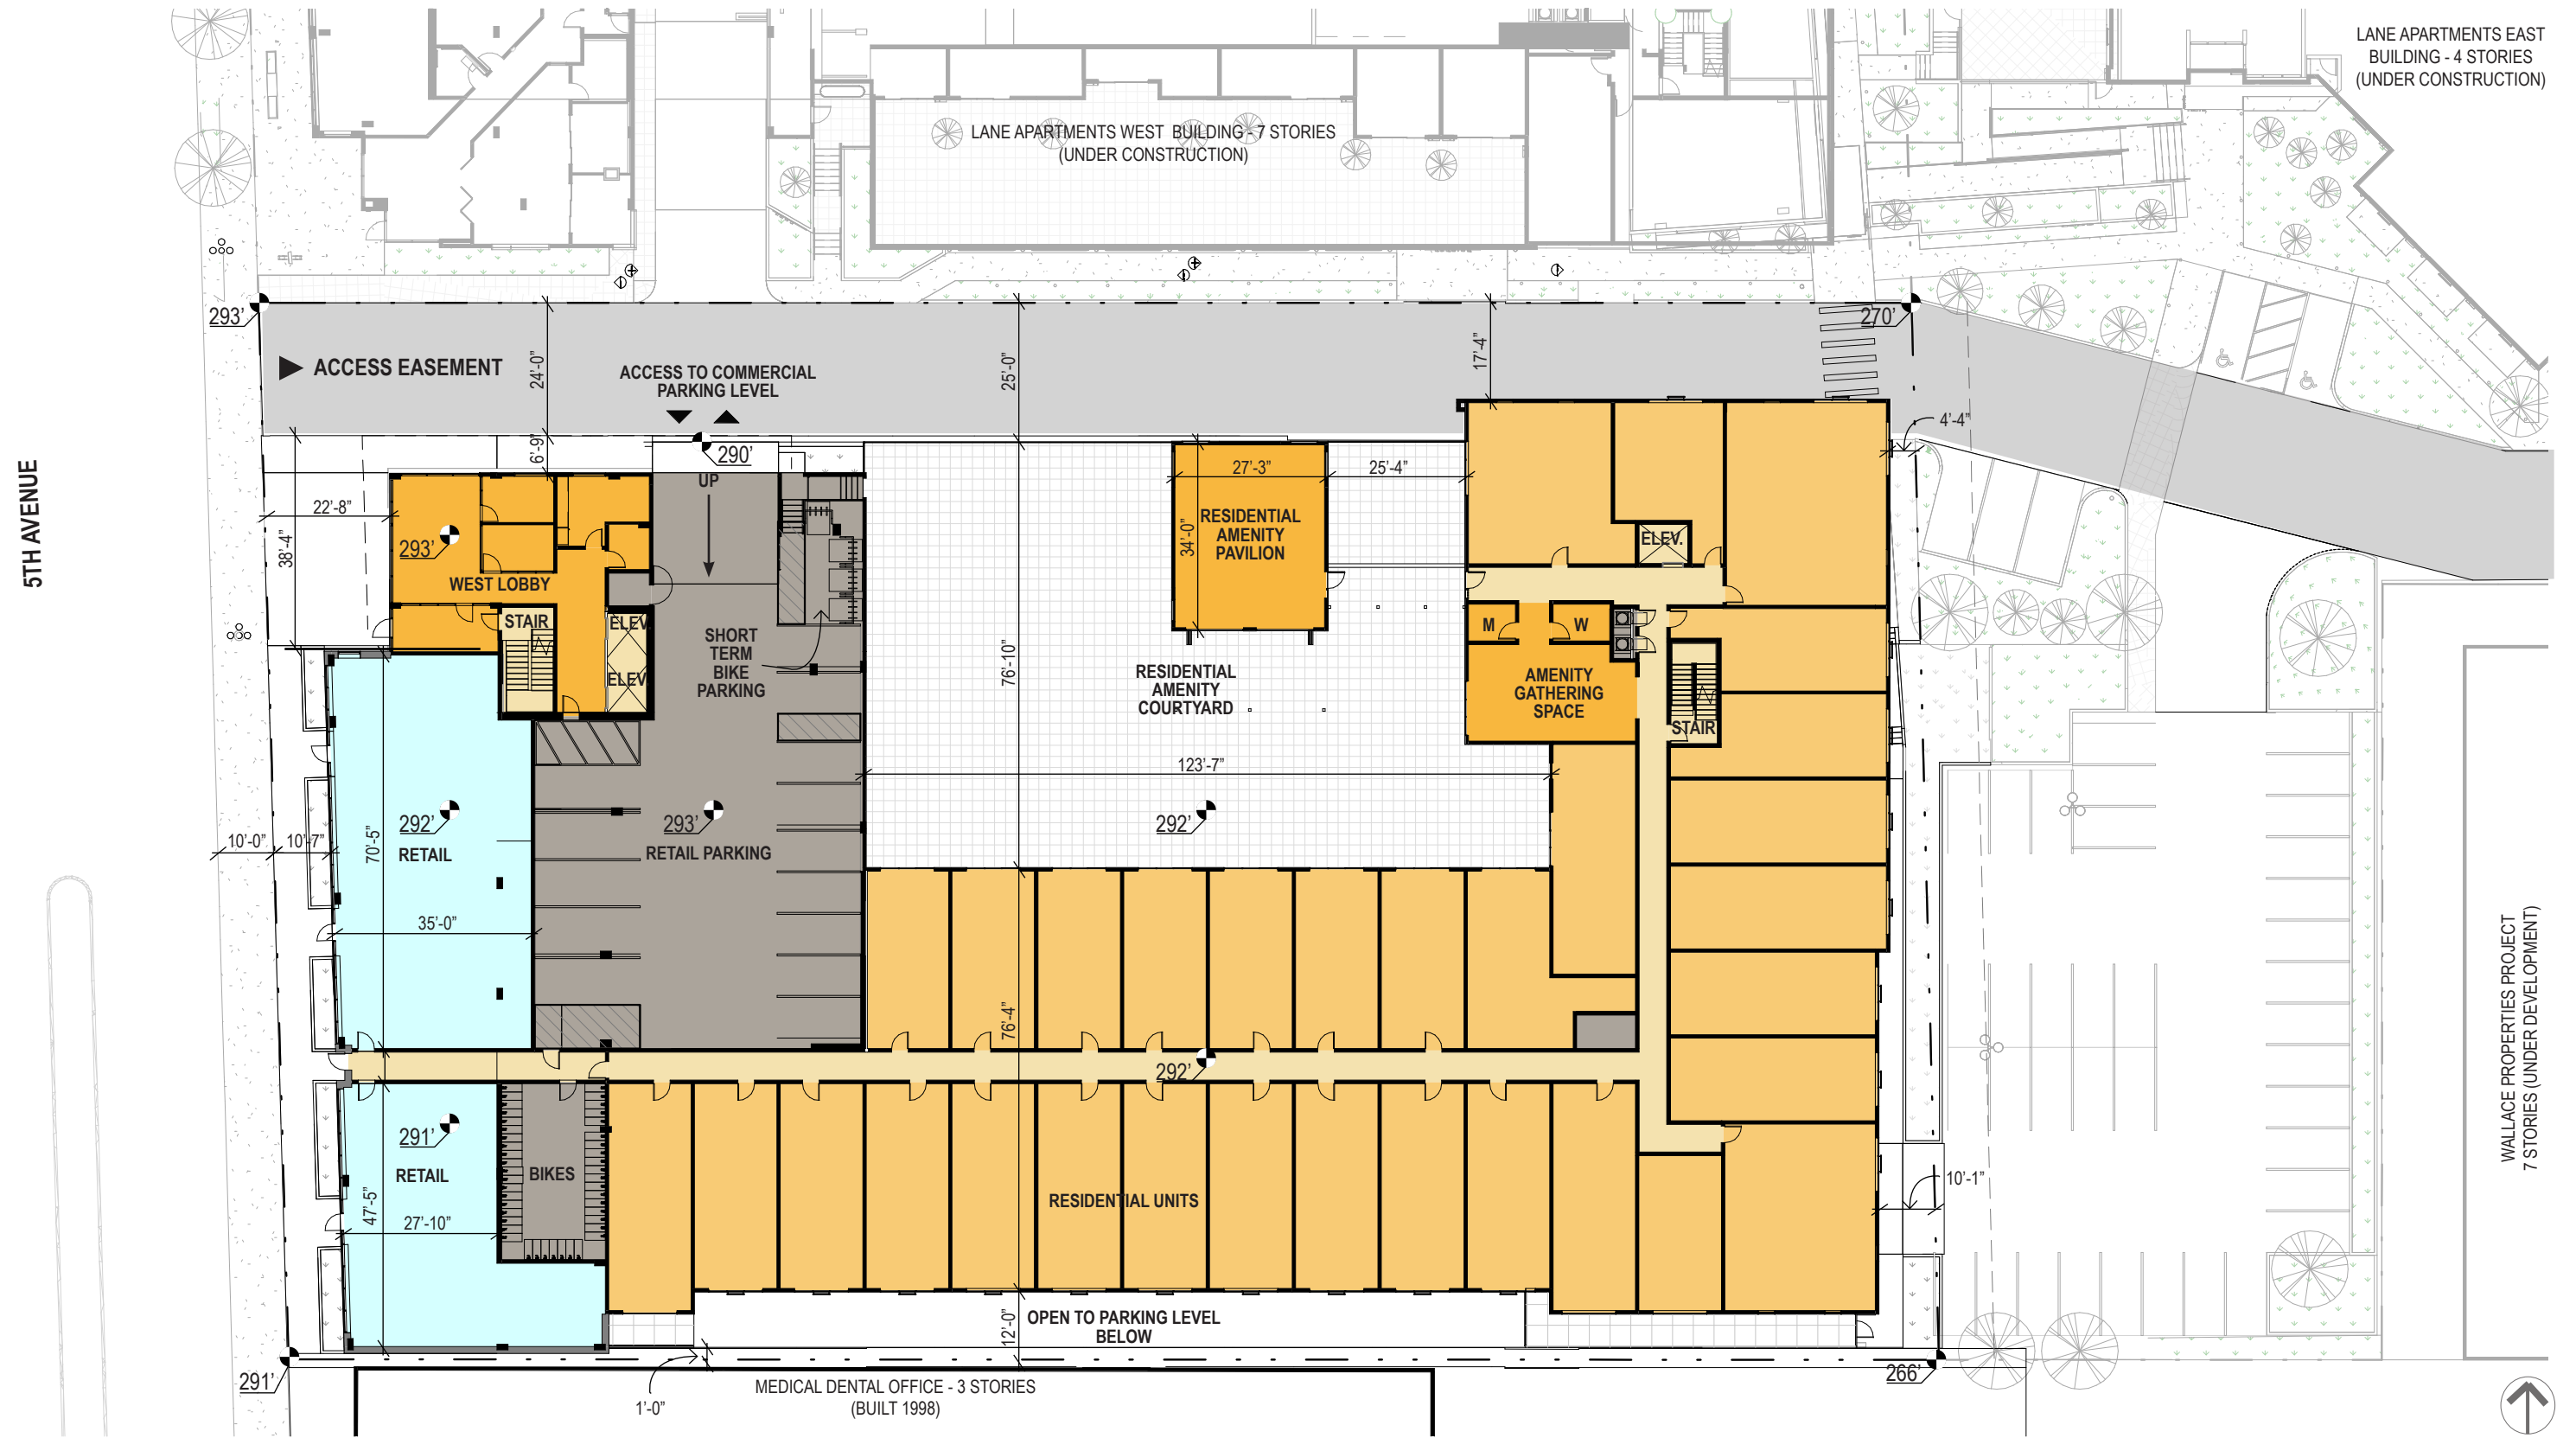 LANE APARTMENTS EAST
BUILDING - 4 STORIES
(UNDER CONSTRUCTION)
LANE APARTMENTS WEST BUILDING - 7 STORIES
(UNDER CONSTRUCTION)
293'
270'
ACCESS EASEMENT
24'-0"
ACCESS TO COMMERCIAL
PARKING LEVEL
25'-0"
17'-4"
4'-4"
6'-9"
290'
UP
27'-3"
25'-4"
5TH AVENUE
22'-8"
38'-4"
293'
WEST LOBBY
STAIR
ELEV.
ELEV.
SHORT
TERM
BIKE
PARKING
34'-0"
RESIDENTIAL
AMENITY
PAVILION
ELEV.
M
W
76'-10"
RESIDENTIAL
AMENITY
COURTYARD
AMENITY
GATHERING
SPACE
STAIR
123'-7"
292'
RETAIL
70'-5"
293'
RETAIL PARKING
292'
10'-0"
10'-7"
35'-0"
76'-4"
292'
WALLACE PROPERTIES PROJECT
7 STORIES (UNDER DEVELOPMENT)
291'
RETAIL
47'-5"
27'-10"
BIKES
RESIDENTIAL UNITS
10'-1"
12'-0"
OPEN TO PARKING LEVEL
BELOW
291'
266'
1'-0"
MEDICAL DENTAL OFFICE - 3 STORIES
(BUILT 1998)